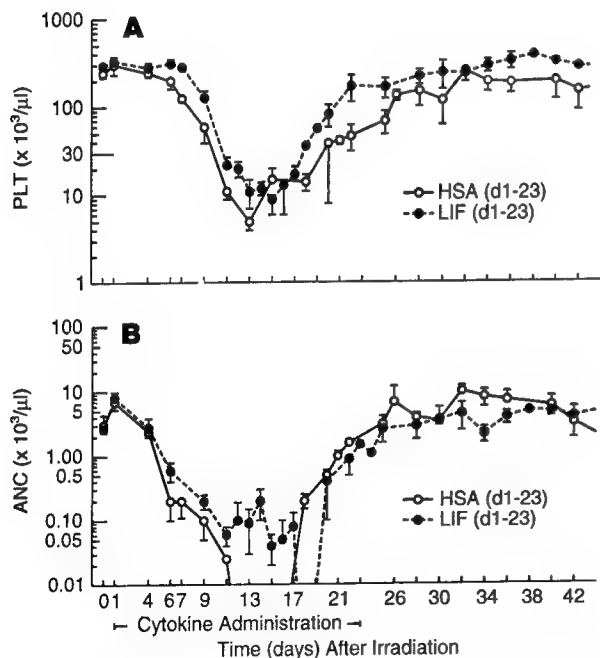 A
1000
100
30
10
1
PLT (x 10³/µl)
HSA (d1-23)
LIF (d1-23)
B
100
50
10
5
1.00
0.50
0.10
0.05
0.01
ANC (x 10³/µl)
HSA (d1-23)
LIF (d1-23)
01 4 67 9 13 17 21 26 30 34 38 42
Cytokine Administration
Time (days) After Irradiation